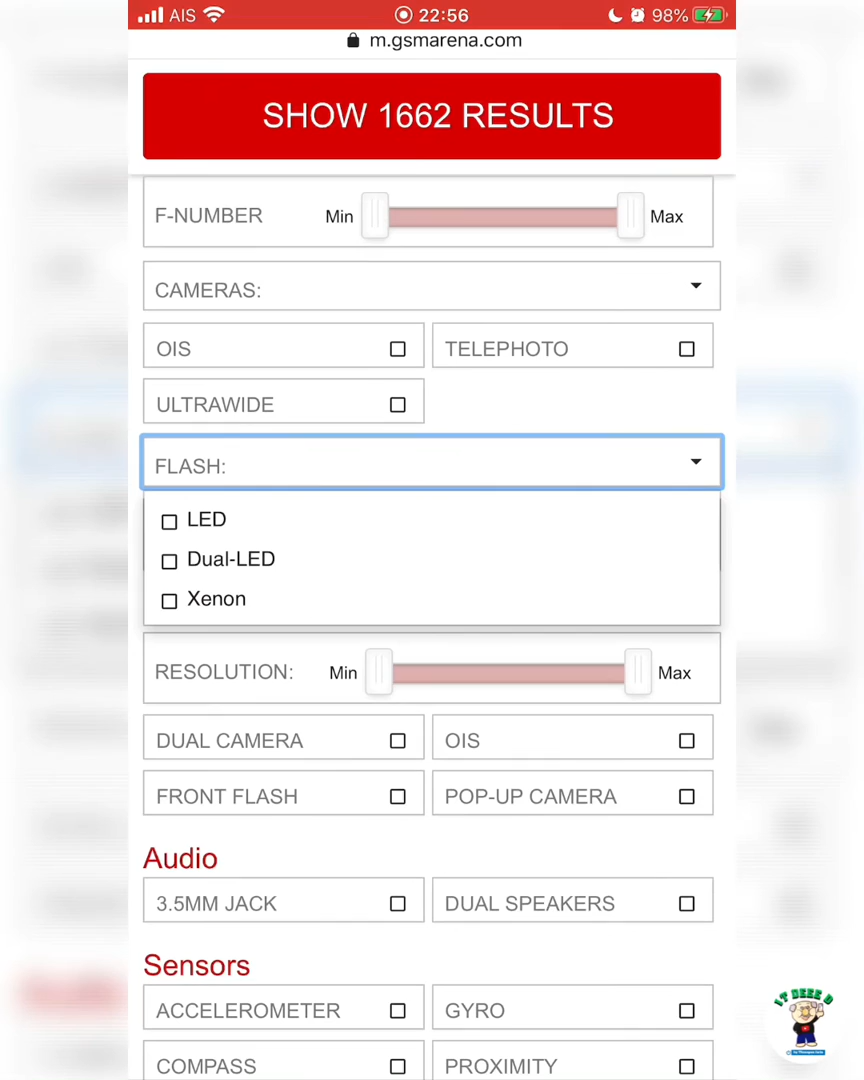 AIS 22:56 98%
m.gsmarena.com
SHOW 1662 RESULTS
F-NUMBER Min Max
CAMERAS:
OIS TELEPHOTO
ULTRAWIDE
FLASH:
LED
Dual-LED
Xenon
RESOLUTION: Min Max
DUAL CAMERA OIS
FRONT FLASH POP-UP CAMERA
Audio
3.5MM JACK DUAL SPEAKERS
Sensors
ACCELEROMETER GYRO
COMPASS PROXIMITY
IT DEEE D